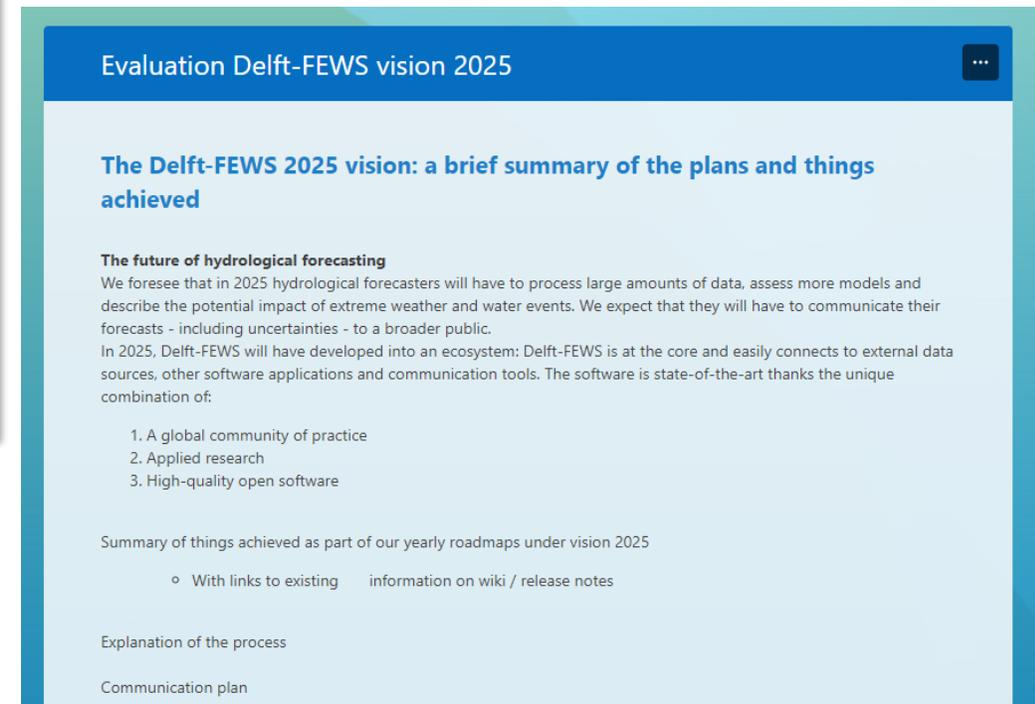 Evaluation Delft-FEWS vision 2025
...
The Delft-FEWS 2025 vision: a brief summary of the plans and things
achieved
The future of hydrological forecasting
We foresee that in 2025 hydrological forecasters will have to process large amounts of data, assess more models and
describe the potential impact of extreme weather and water events. We expect that they will have to communicate their
forecasts - including uncertainties - to a broader public.
In 2025, Delft-FEWS will have developed into an ecosystem: Delft-FEWS is at the core and easily connects to external data
sources, other software applications and communication tools. The software is state-of-the-art thanks the unique
combination of:
1. A global community of practice
2. Applied research
3. High-quality open software
Summary of things achieved as part of our yearly roadmaps under vision 2025
With links to existing information on wiki / release notes
Explanation of the process
Communication plan